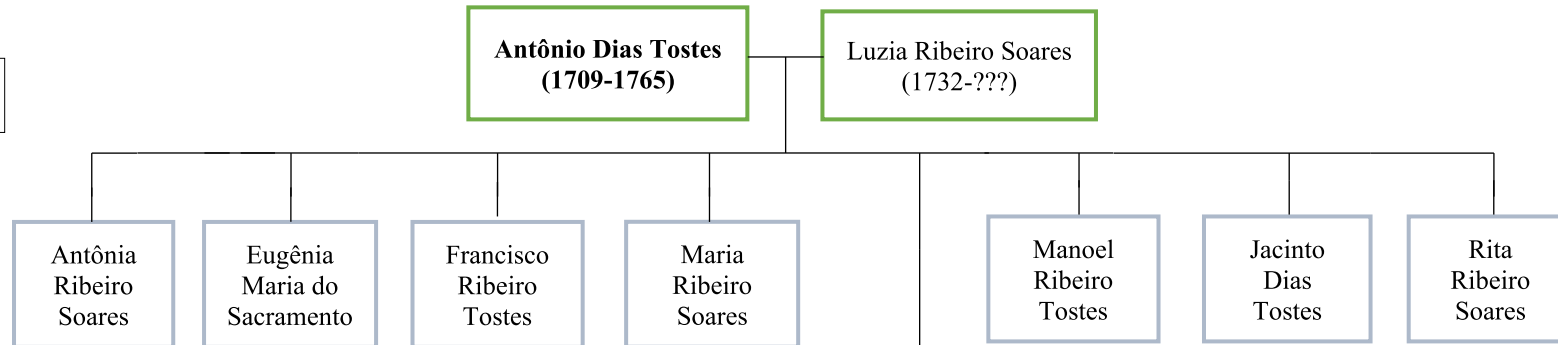 Antônio Dias Tostes
(1709-1765)
Luzia Ribeiro Soares
(1732-???)
Antônia
Ribeiro
Soares
Eugênia
Maria do
Sacramento
Francisco
Ribeiro
Tostes
Maria
Ribeiro
Soares
Manoel
Ribeiro
Tostes
Jacinto
Dias
Tostes
Rita
Ribeiro
Soares